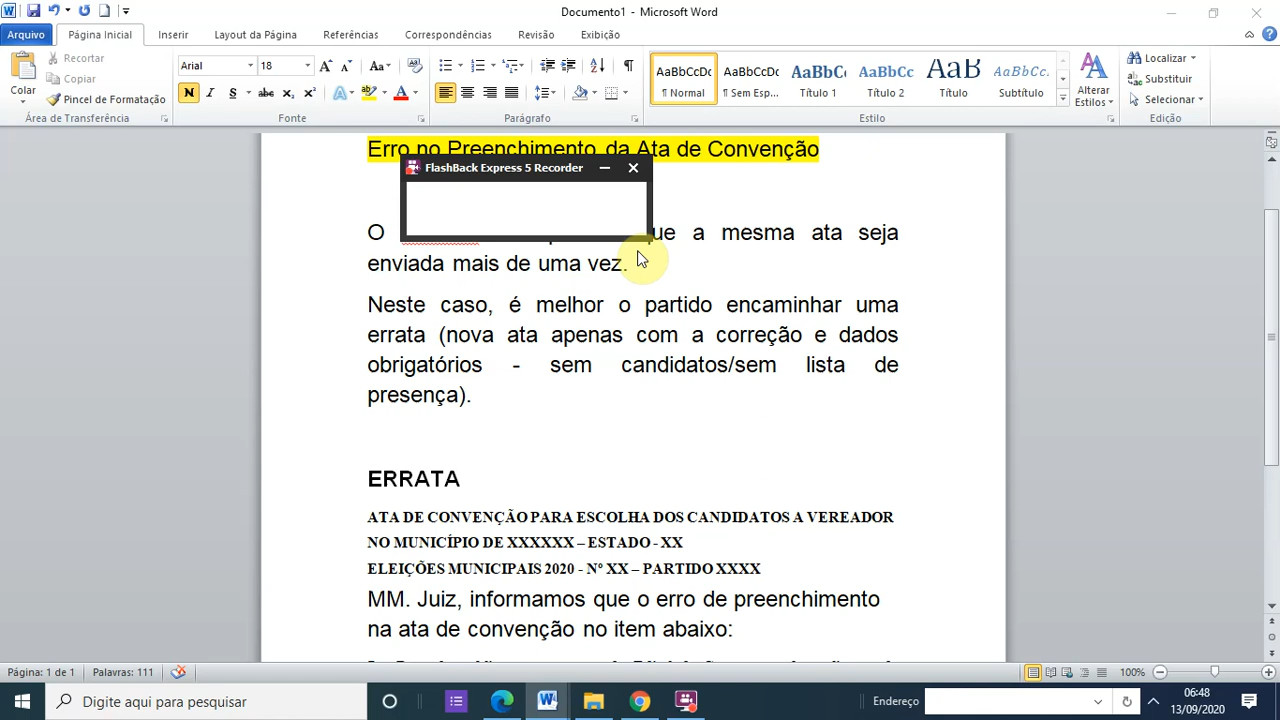 Documento1 - Microsoft Word
Arquivo Página Inicial Inserir Layout da Página Referências Correspondências Revisão Exibição
Colar
Recortar
Copiar
Pincel de Formatação
Área de Transferência
Arial 18
N I S abc x₂ x²
Fonte
Parágrafo
AaBbCcDc AaBbCcDc AaBbC AaBbCc AaB AaBbCc.
¶ Normal ¶ Sem Esp... Título 1 Título 2 Título Subtítulo
Alterar
Estilos
Estilo
Localizar
Substituir
Selecionar
Edição
Erro no Preenchimento da Ata de Convenção
FlashBack Express 5 Recorder
O que a mesma ata seja
enviada mais de uma vez.
Neste caso, é melhor o partido encaminhar uma
errata (nova ata apenas com a correção e dados
obrigatórios - sem candidatos/sem lista de
presença).
ERRATA
ATA DE CONVENÇÃO PARA ESCOLHA DOS CANDIDATOS A VEREADOR
NO MUNICÍPIO DE XXXXXX – ESTADO - XX
ELEIÇÕES MUNICIPAIS 2020 - Nº XX – PARTIDO XXXX
MM. Juiz, informamos que o erro de preenchimento
na ata de convenção no item abaixo:
Página: 1 de 1 Palavras: 111 100%
Digite aqui para pesquisar
Endereço
06:48
13/09/2020